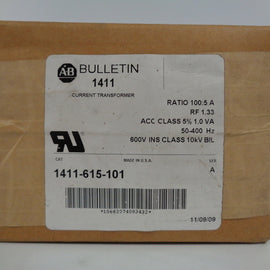 AB BULLETIN
1411
CURRENT TRANSFORMER
RATIO 100:5 A
RF 1.33
ACC CLASS 5% 1.0 VA
50-400 Hz
600V INS CLASS 10kV BIL
CAT
MADE IN U.S.A.
1411-615-101
A
11/09/09